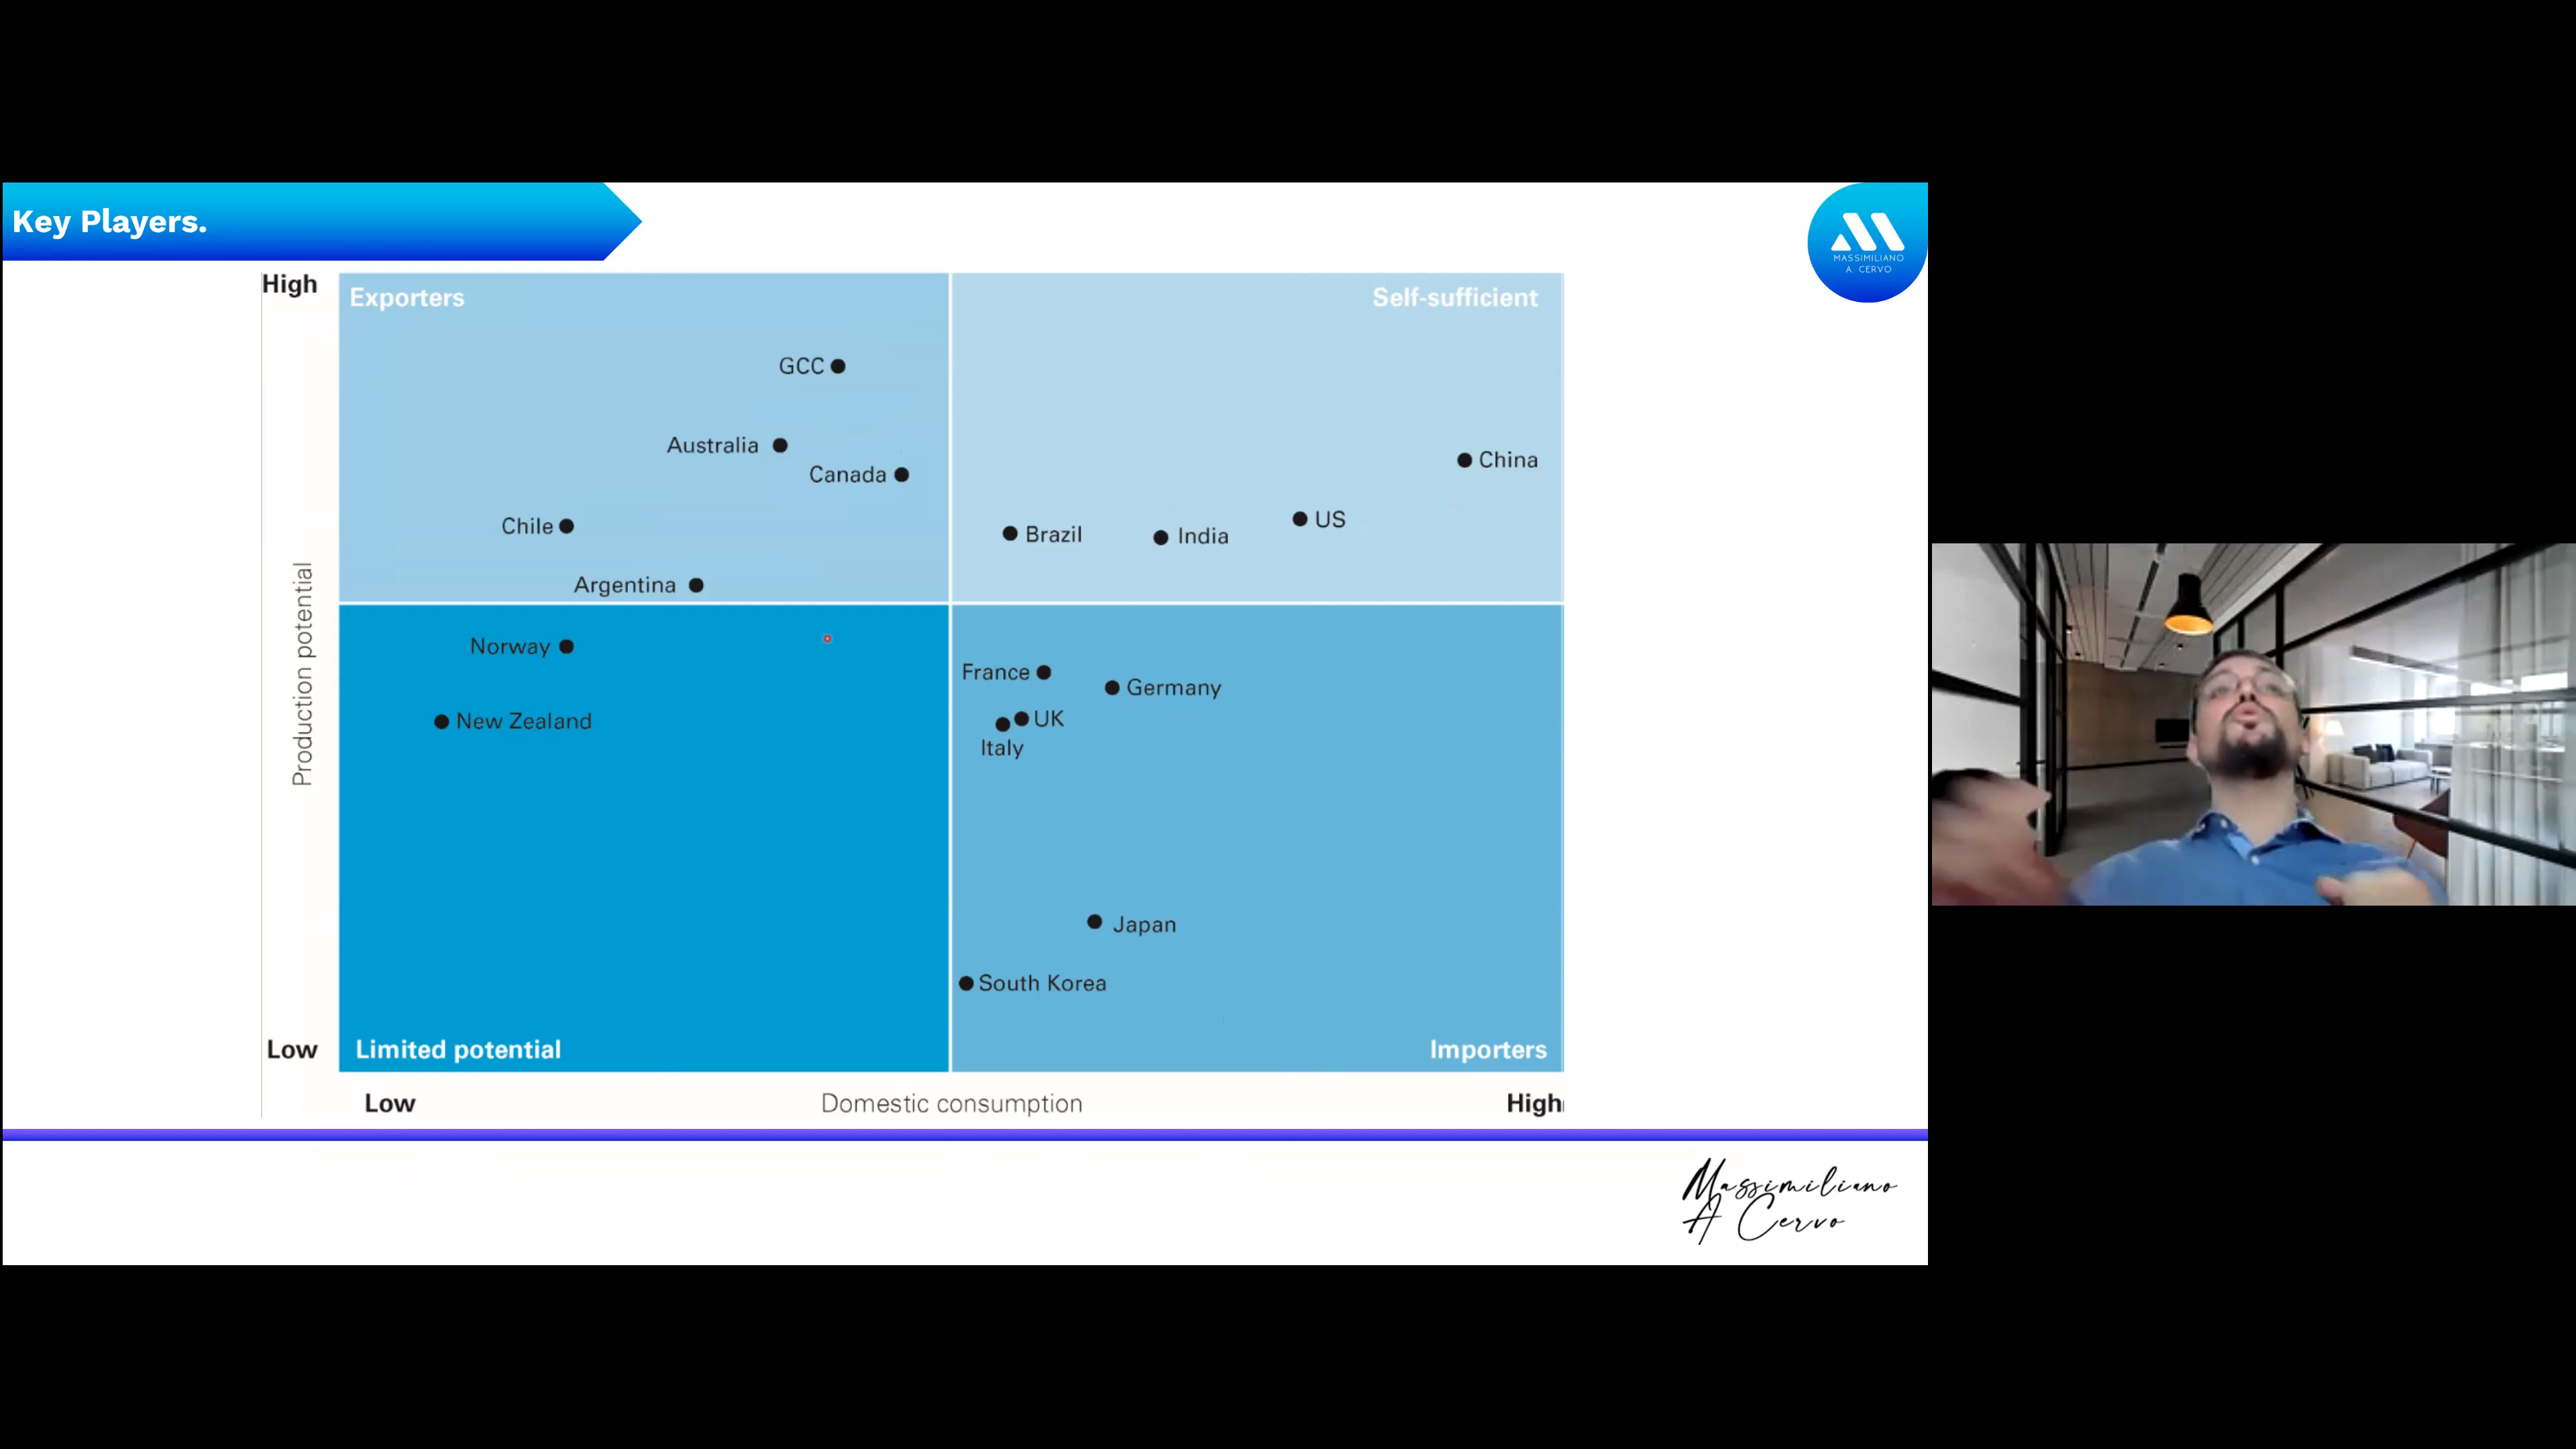 Key Players.
MASSIMILIANO
A. CERVO
High
Exporters
Self-sufficient
GCC
Australia
Canada
China
Chile
Brazil
India
US
Argentina
Production potential
Norway
France
Germany
New Zealand
UK
Italy
Japan
South Korea
Low
Limited potential
Importers
Low
Domestic consumption
High
Massimiliano
A Cervo